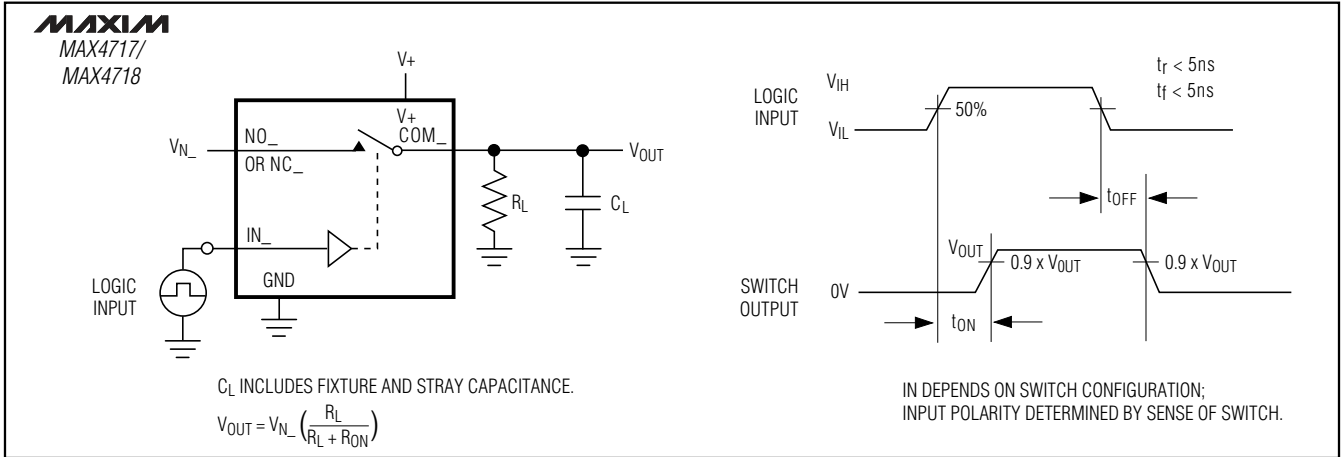 MAXIM
MAX4717/
MAX4718
V+
V+
V_N_
NO_
OR NC_
COM_
V_OUT
R_L
C_L
IN_
LOGIC
INPUT
GND
C_L INCLUDES FIXTURE AND STRAY CAPACITANCE.
V_OUT = V_N_ (R_L / (R_L + R_ON))
LOGIC
INPUT
V_IH
V_IL
50%
t_r < 5ns
t_f < 5ns
t_OFF
V_OUT
0.9 x V_OUT
0.9 x V_OUT
SWITCH
OUTPUT
0V
t_ON
IN DEPENDS ON SWITCH CONFIGURATION;
INPUT POLARITY DETERMINED BY SENSE OF SWITCH.